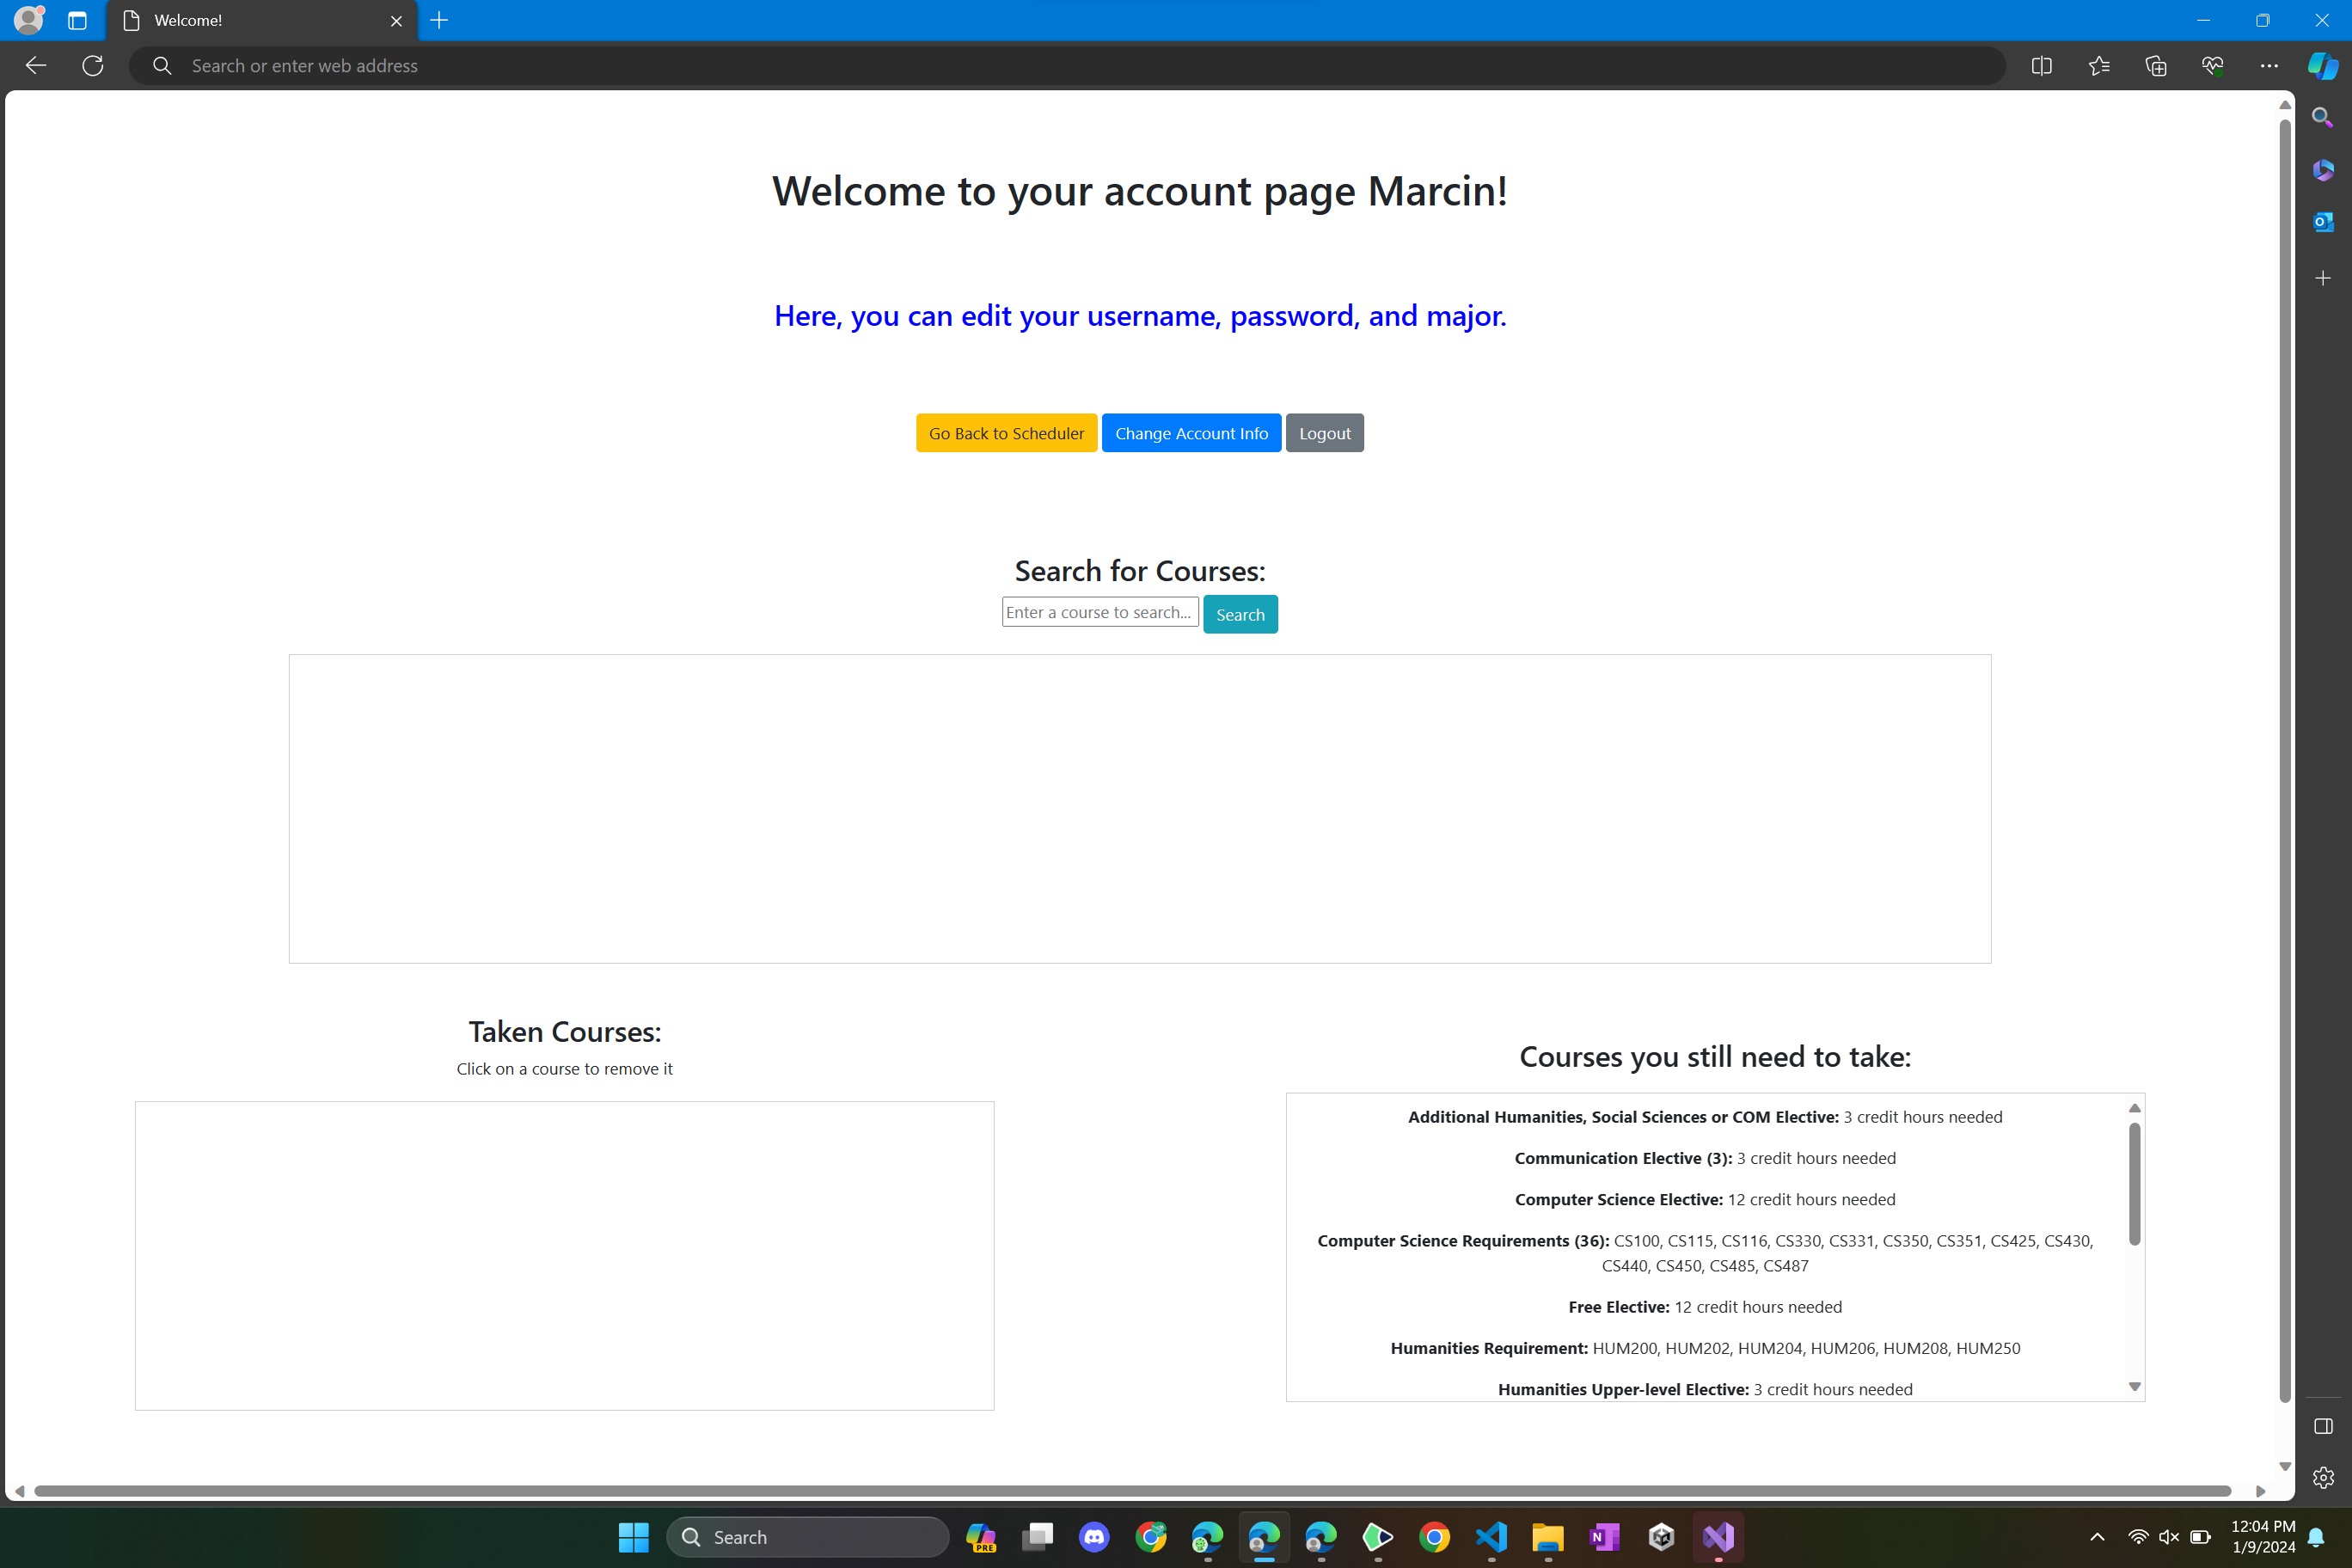 Welcome!
Search or enter web address
Welcome to your account page Marcin!
Here, you can edit your username, password, and major.
Go Back to Scheduler Change Account Info Logout
Search for Courses:
Enter a course to search... Search
Taken Courses:
Click on a course to remove it
Courses you still need to take:
Additional Humanities, Social Sciences or COM Elective: 3 credit hours needed
Communication Elective (3): 3 credit hours needed
Computer Science Elective: 12 credit hours needed
Computer Science Requirements (36): CS100, CS115, CS116, CS330, CS331, CS350, CS351, CS425, CS430,
CS440, CS450, CS485, CS487
Free Elective: 12 credit hours needed
Humanities Requirement: HUM200, HUM202, HUM204, HUM206, HUM208, HUM250
Humanities Upper-level Elective: 3 credit hours needed
Search
PRE
12:04 PM
1/9/2024